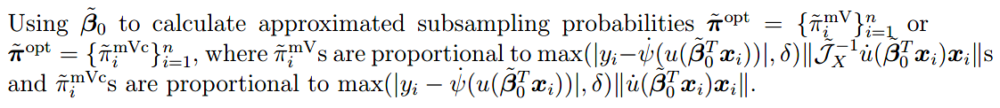 Using $\tilde{\boldsymbol{\beta}}_0$ to calculate approximated subsampling probabilities $\tilde{\boldsymbol{\pi}}^{\mathrm{opt}} = \{\tilde{\pi}_i^{\mathrm{mV}}\}_{i=1}^n$ or
$\tilde{\boldsymbol{\pi}}^{\mathrm{opt}} = \{\tilde{\pi}_i^{\mathrm{mVc}}\}_{i=1}^n$, where $\tilde{\pi}_i^{\mathrm{mV}}$s are proportional to $\max(|y_i - \dot{\psi}(u(\tilde{\boldsymbol{\beta}}_0^T \boldsymbol{x}_i))|, \delta)\|\tilde{\mathcal{J}}_X^{-1}\dot{u}(\tilde{\boldsymbol{\beta}}_0^T \boldsymbol{x}_i)\boldsymbol{x}_i\|$s
and $\tilde{\pi}_i^{\mathrm{mVc}}$s are proportional to $\max(|y_i - \dot{\psi}(u(\tilde{\boldsymbol{\beta}}_0^T \boldsymbol{x}_i))|, \delta)\|\dot{u}(\tilde{\boldsymbol{\beta}}_0^T \boldsymbol{x}_i)\boldsymbol{x}_i\|$.